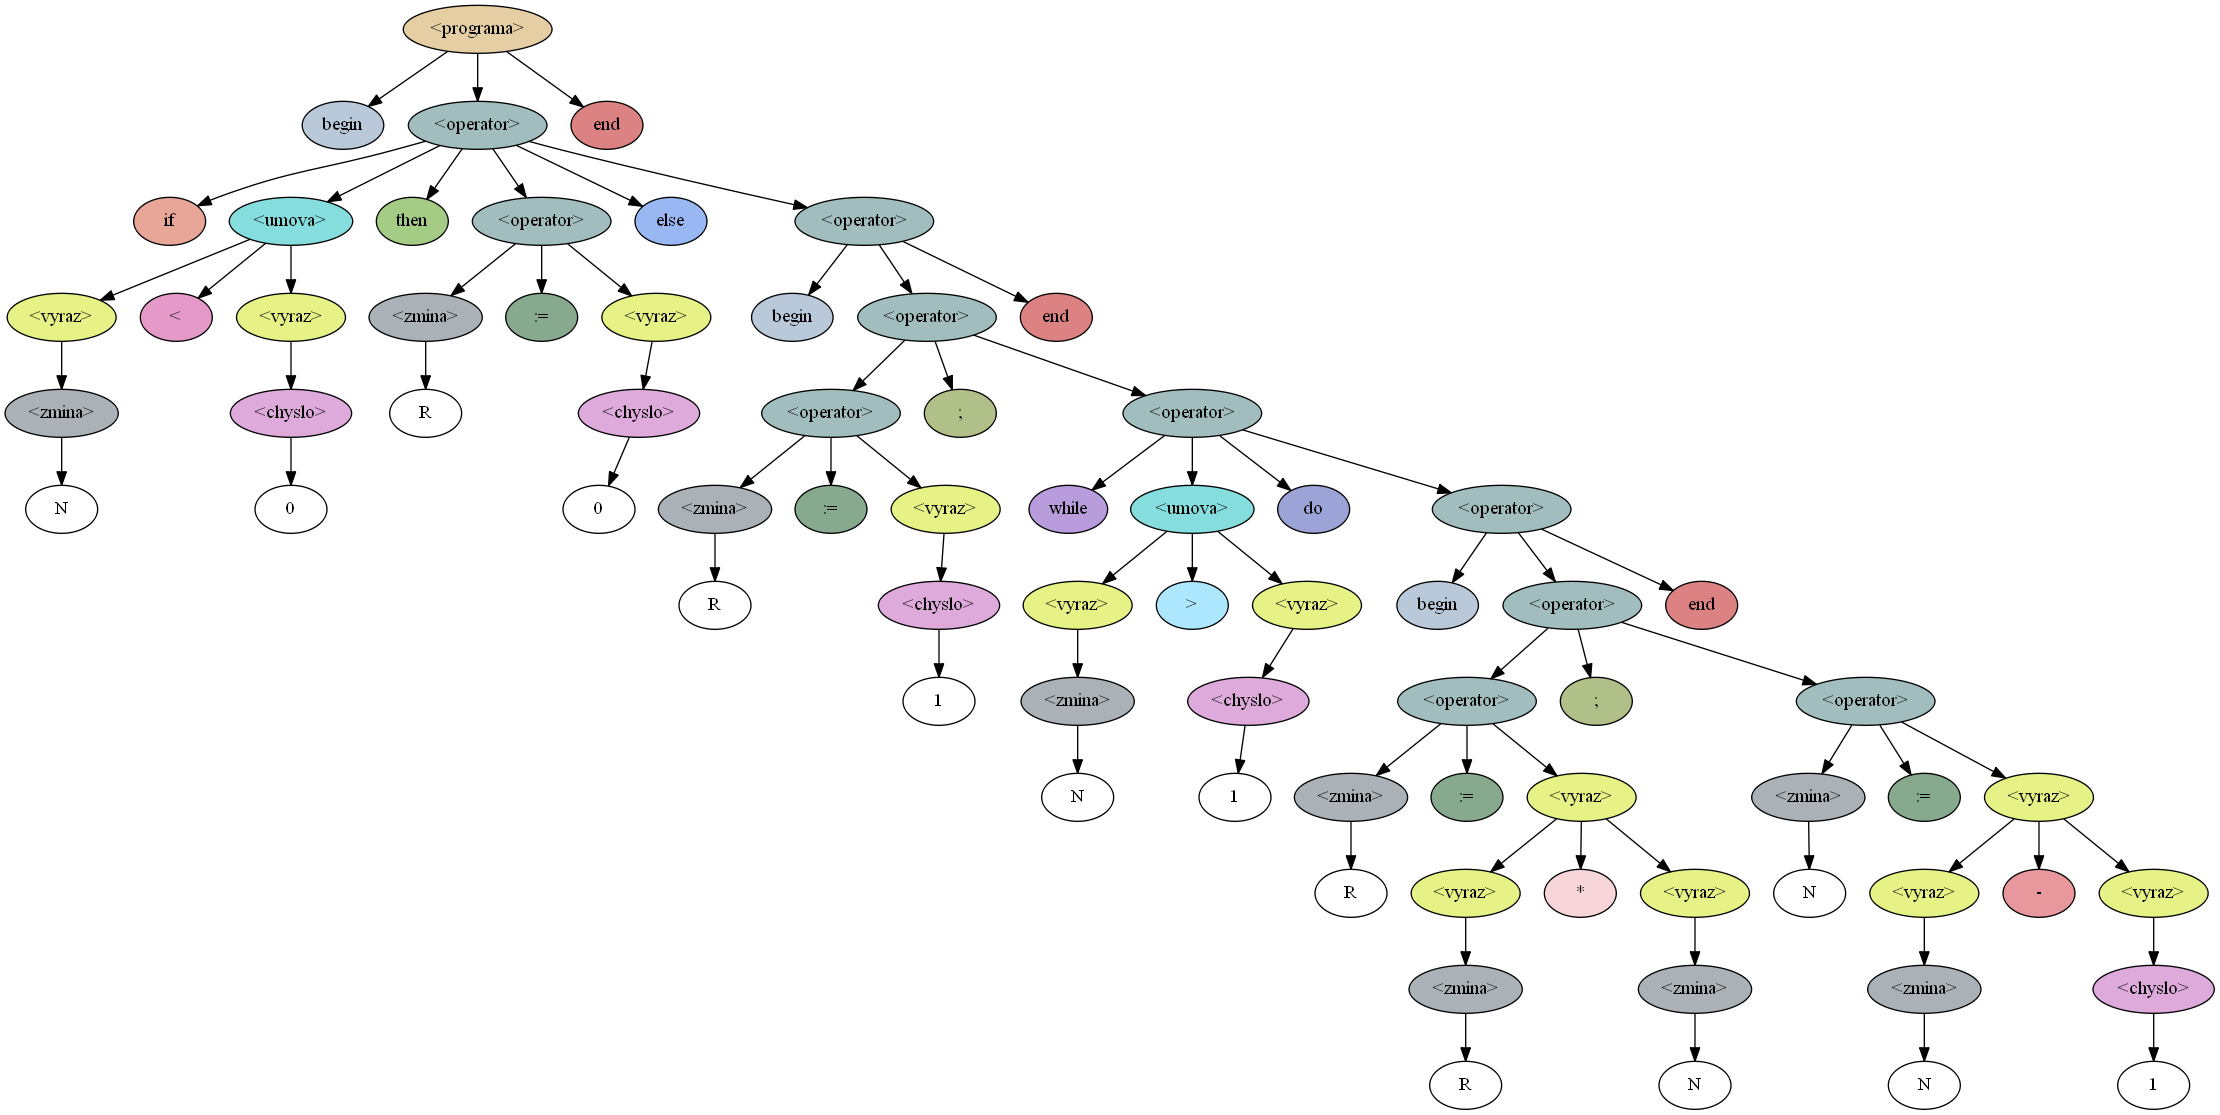 <programa>
begin <operator> end
if <umova> then <operator> else <operator>
<vyraz> < <vyraz> <zmina> := <vyraz> begin <operator> end
<zmina> <chyslo> R <chyslo> <operator> ; <operator>
N 0 0 <zmina> := <vyraz> while <umova> do <operator>
R <chyslo> <vyraz> > <vyraz> begin <operator> end
1 <zmina> <chyslo> <operator> ; <operator>
N 1 <zmina> := <vyraz> <zmina> := <vyraz>
R <vyraz> * <vyraz> N <vyraz> - <vyraz>
<zmina> <zmina> <zmina> <chyslo>
R N N 1